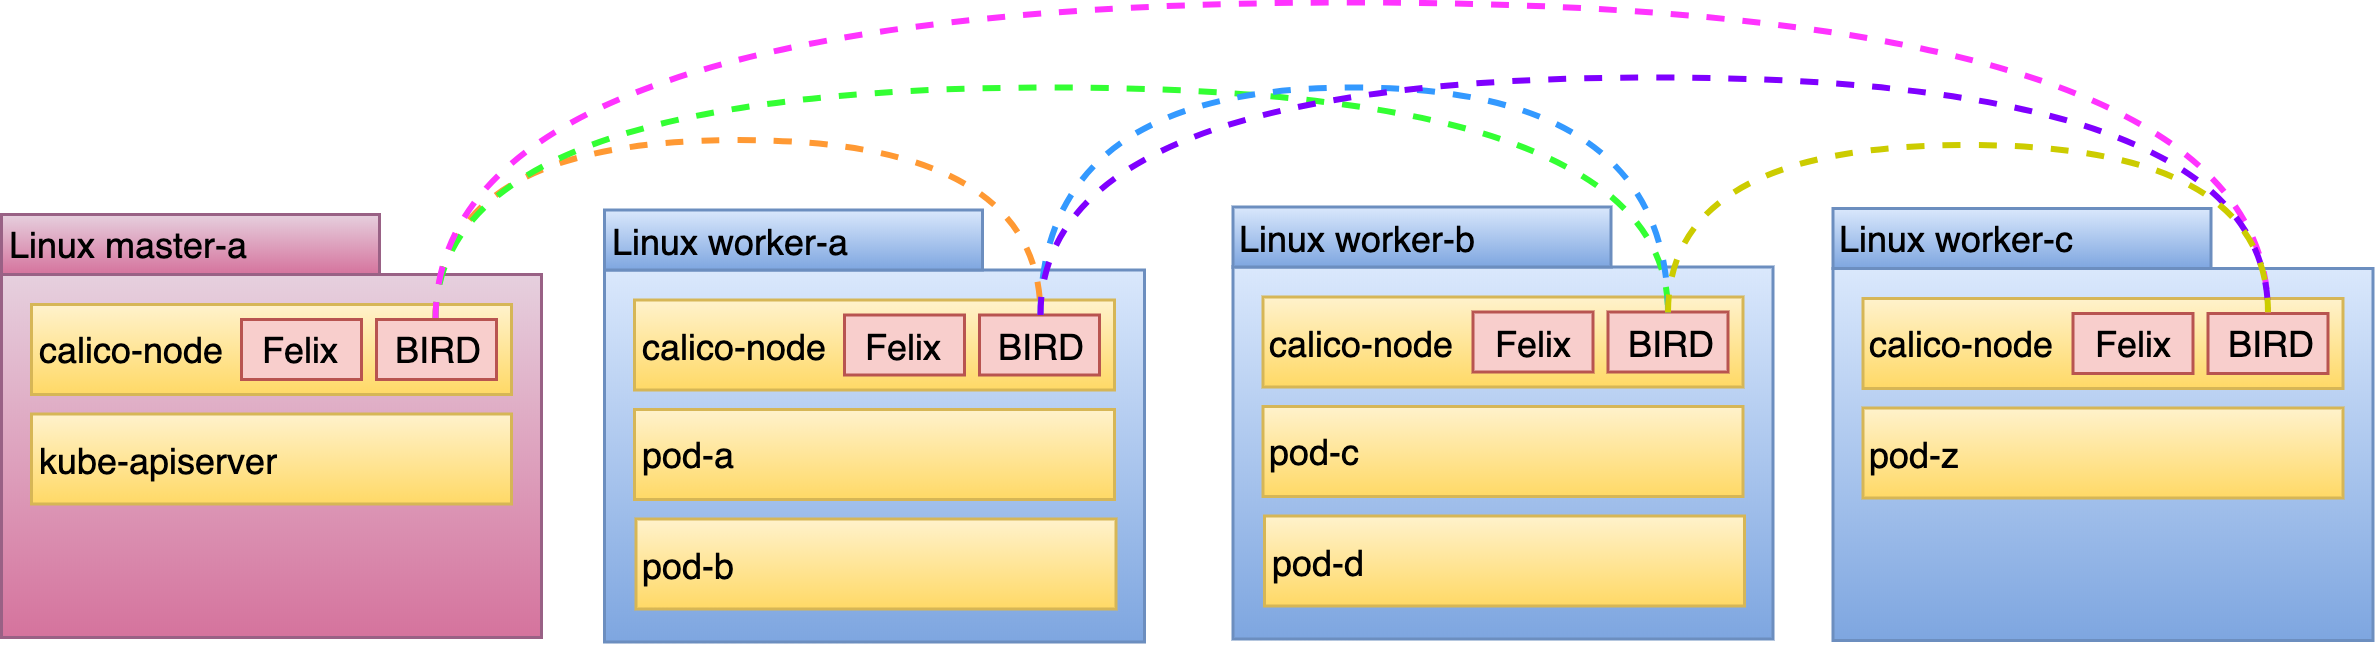 Linux master-a
calico-node Felix BIRD
kube-apiserver
Linux worker-a
calico-node Felix BIRD
pod-a
pod-b
Linux worker-b
calico-node Felix BIRD
pod-c
pod-d
Linux worker-c
calico-node Felix BIRD
pod-z